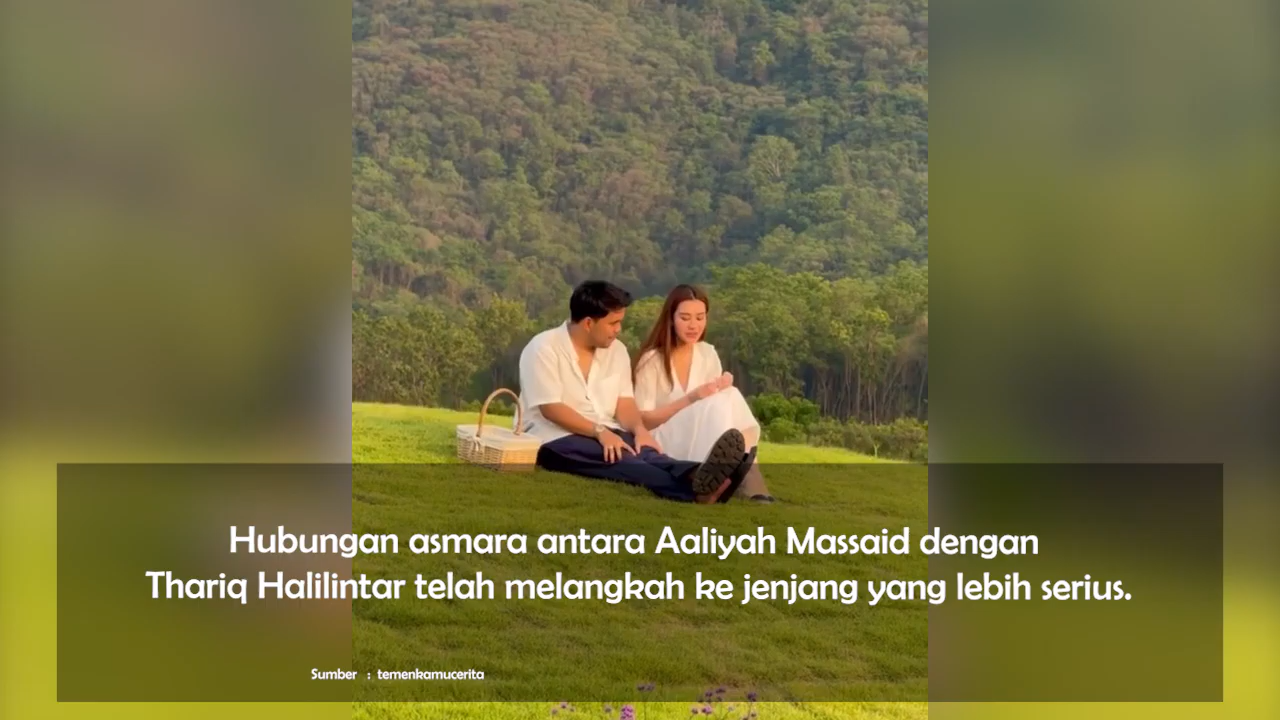 Hubungan asmara antara Aaliyah Massaid dengan
Thariq Halilintar telah melangkah ke jenjang yang lebih serius.
Sumber : temenkamucerita